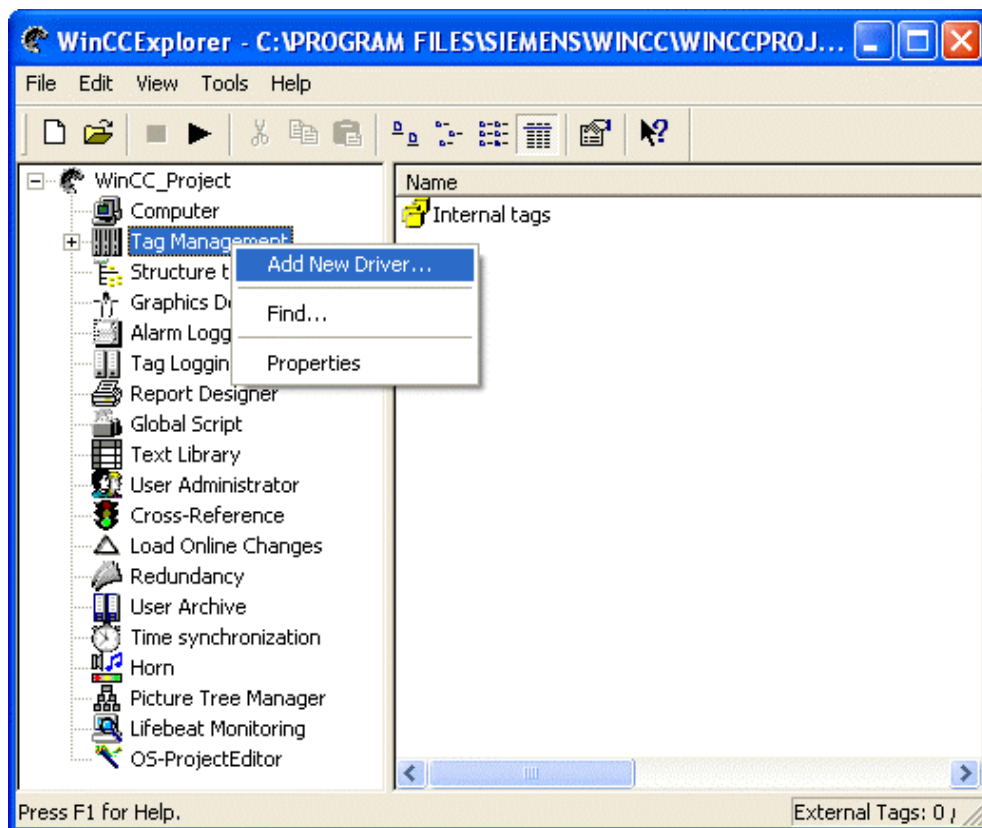 WinCCExplorer - C:\PROGRAM FILES\SIEMENS\WINCC\WINCCPROJ...
File Edit View Tools Help
WinCC_Project
Computer
Tag Management
Structure t
Graphics D
Alarm Logg
Tag Loggin
Report Designer
Global Script
Text Library
User Administrator
Cross-Reference
Load Online Changes
Redundancy
User Archive
Time synchronization
Horn
Picture Tree Manager
Lifebeat Monitoring
OS-ProjectEditor
Add New Driver...
Find...
Properties
Name
Internal tags
Press F1 for Help.
External Tags: 0 /